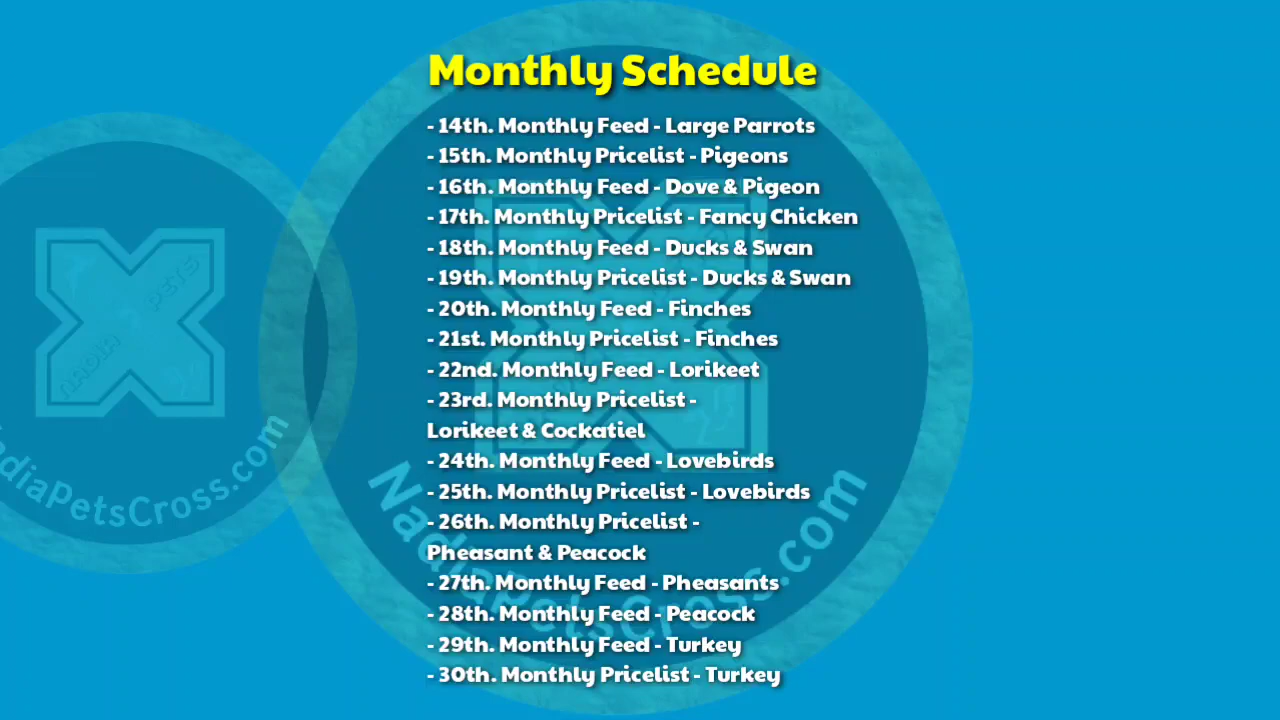 Monthly Schedule
- 14th. Monthly Feed - Large Parrots
- 15th. Monthly Pricelist - Pigeons
- 16th. Monthly Feed - Dove & Pigeon
- 17th. Monthly Pricelist - Fancy Chicken
- 18th. Monthly Feed - Ducks & Swan
- 19th. Monthly Pricelist - Ducks & Swan
- 20th. Monthly Feed - Finches
- 21st. Monthly Pricelist - Finches
- 22nd. Monthly Feed - Lorikeet
- 23rd. Monthly Pricelist -
Lorikeet & Cockatiel
- 24th. Monthly Feed - Lovebirds
- 25th. Monthly Pricelist - Lovebirds
- 26th. Monthly Pricelist -
Pheasant & Peacock
- 27th. Monthly Feed - Pheasants
- 28th. Monthly Feed - Peacock
- 29th. Monthly Feed - Turkey
- 30th. Monthly Pricelist - Turkey
NADIA PETS
NadiaPetsCross.com
NadiaPetsCross.com